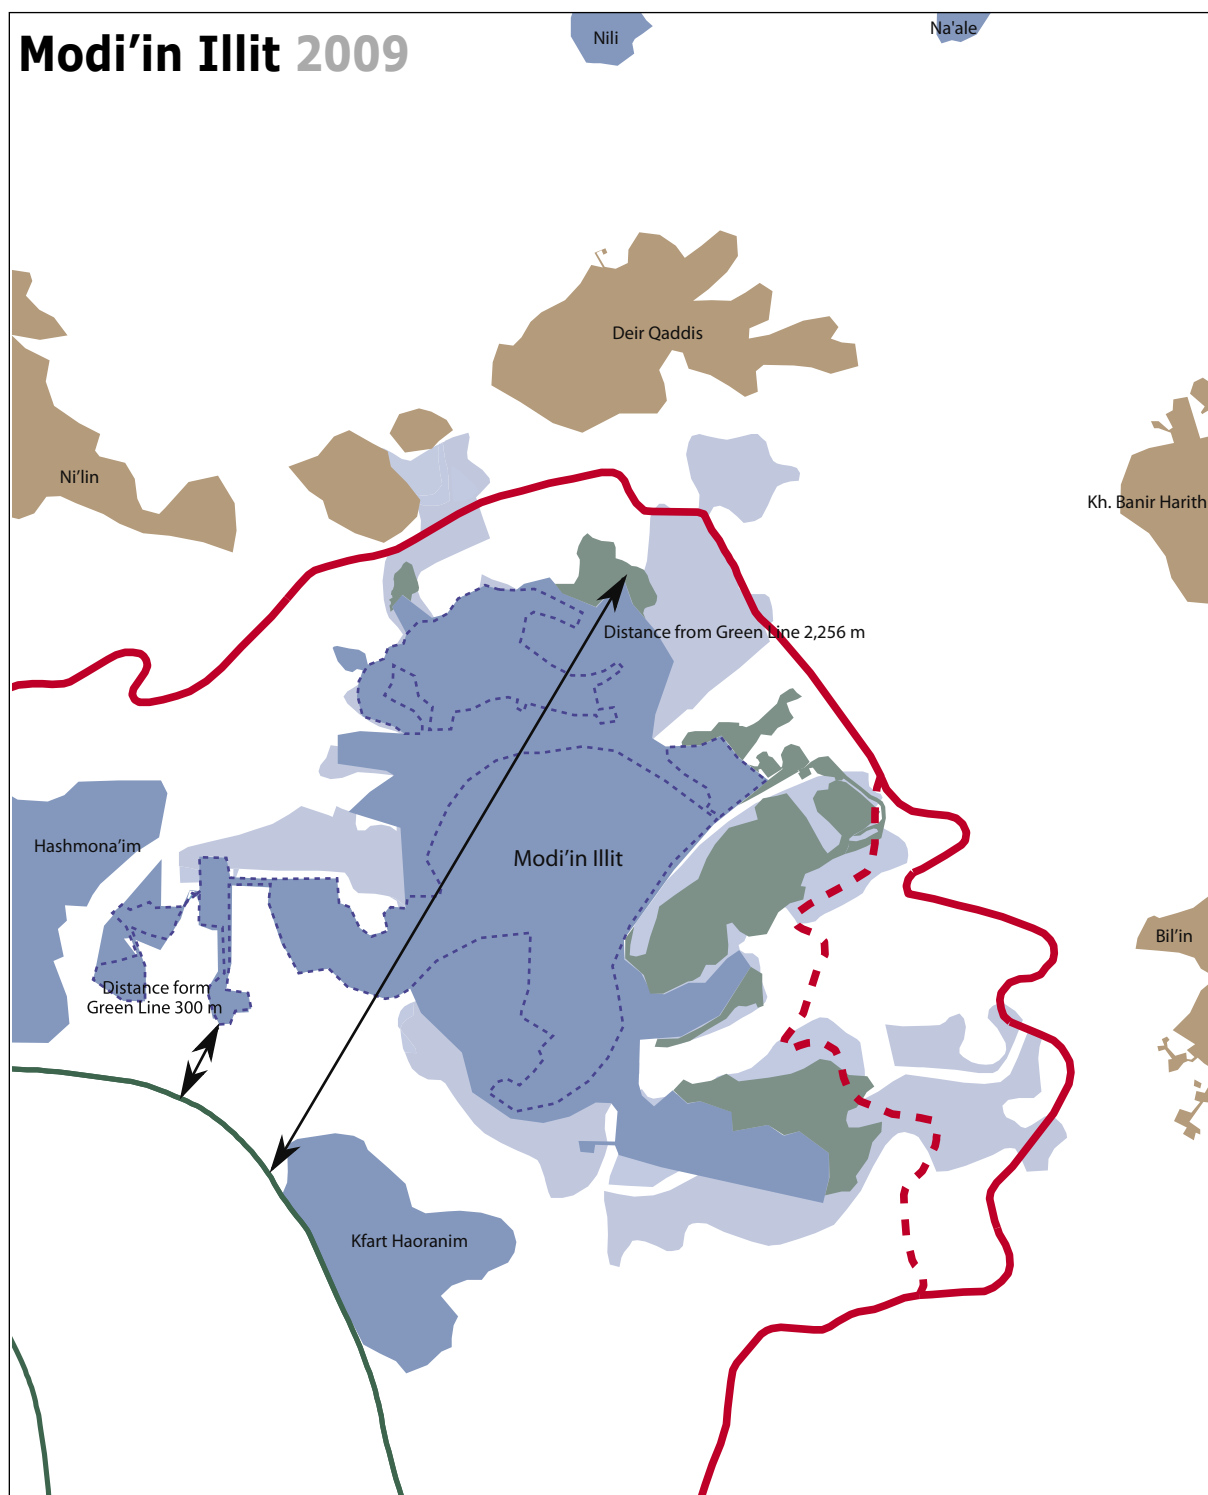 Modi’in Illit 2009
Nili
Na'ale
Deir Qaddis
Ni’lin
Kh. Banir Harith
Distance from Green Line 2,256 m
Hashmona’im
Modi’in Illit
Bil’in
Distance form
Green Line 300 m
Kfart Haoranim